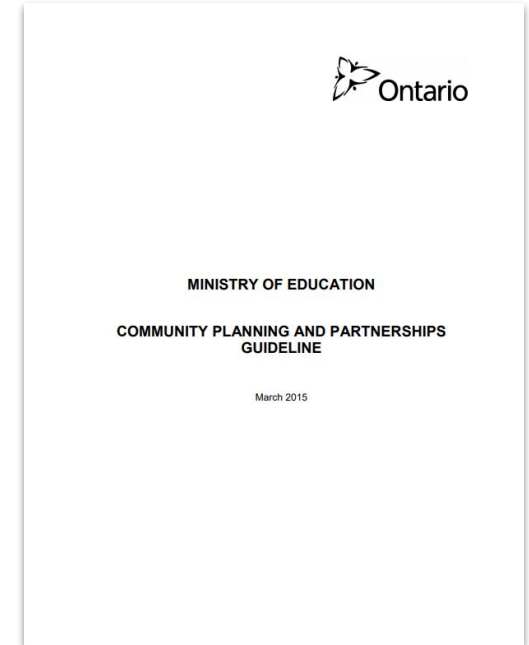 Ontario
MINISTRY OF EDUCATION
COMMUNITY PLANNING AND PARTNERSHIPS
GUIDELINE
March 2015